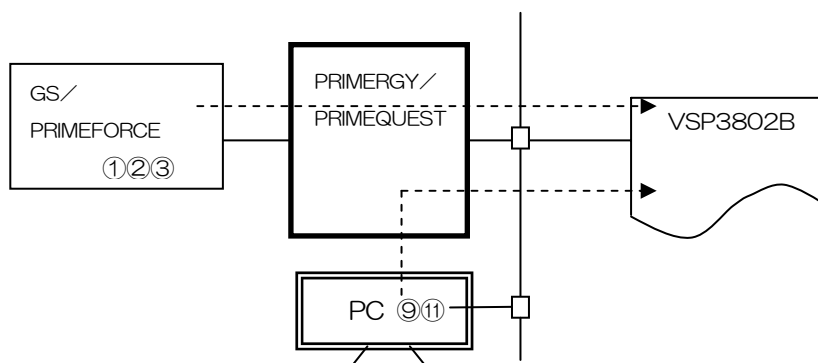 GS／
PRIMEFORCE
①②③
PRIMERGY／
PRIMEQUEST
VSP3802B
PC ⑨⑪